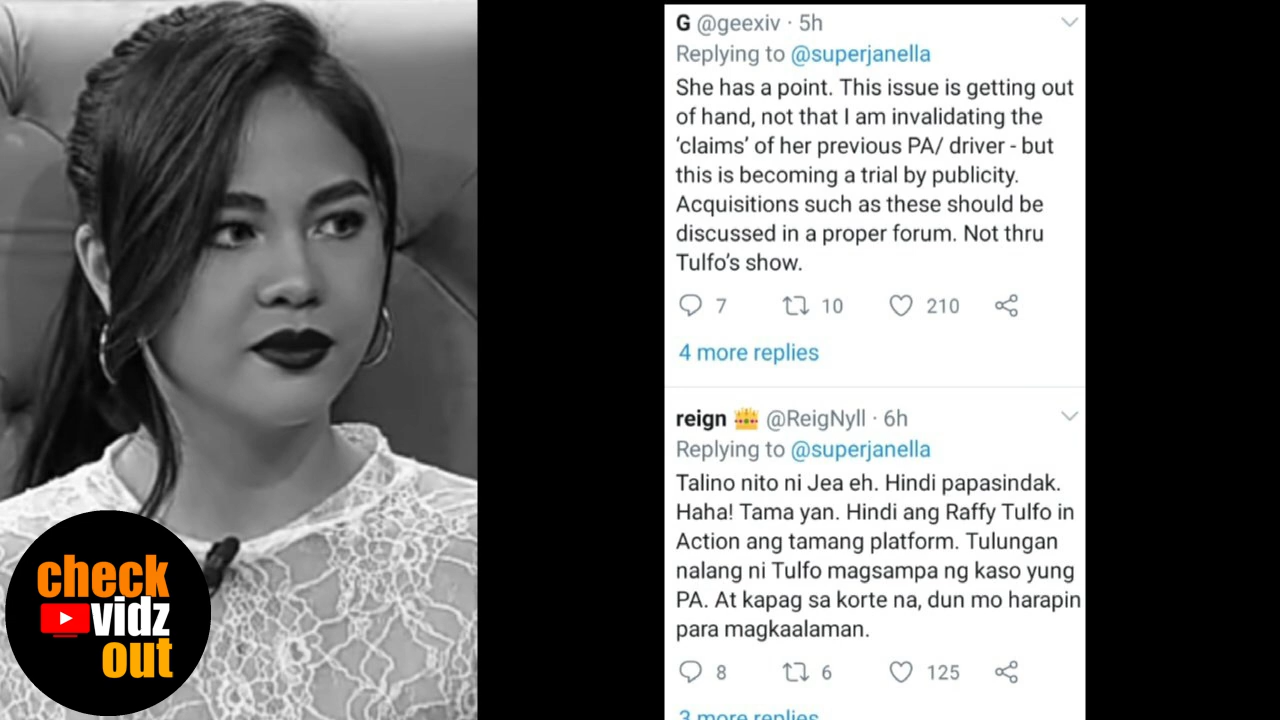 G @geexiv · 5h
Replying to @superjanella
She has a point. This issue is getting out
of hand, not that I am invalidating the
‘claims’ of her previous PA/ driver - but
this is becoming a trial by publicity.
Acquisitions such as these should be
discussed in a proper forum. Not thru
Tulfo’s show.
7 10 210
4 more replies
reign 👑 @ReigNyll · 6h
Replying to @superjanella
Talino nito ni Jea eh. Hindi papasindak.
Haha! Tama yan. Hindi ang Raffy Tulfo in
Action ang tamang platform. Tulungan
nalang ni Tulfo magsampa ng kaso yung
PA. At kapag sa korte na, dun mo harapin
para magkaalaman.
8 6 125
3 more replies
check
vidz
out